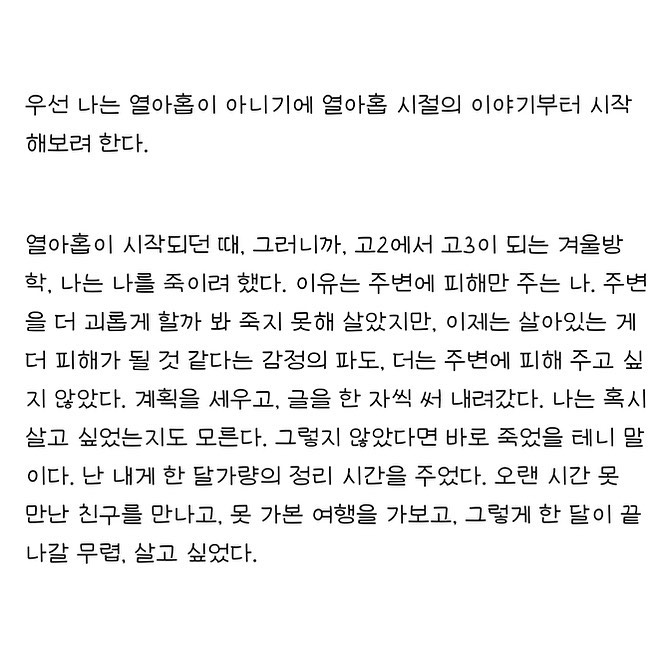 우선 나는 열아홉이 아니기에 열아홉 시절의 이야기부터 시작
해보려 한다.
열아홉이 시작되던 때, 그러니까, 고2에서 고3이 되는 겨울방
학, 나는 나를 죽이려 했다. 이유는 주변에 피해만 주는 나. 주변
을 더 괴롭게 할까 봐 죽지 못해 살았지만, 이제는 살아있는 게
더 피해가 될 것 같다는 감정의 파도, 더는 주변에 피해 주고 싶
지 않았다. 계획을 세우고, 글을 한 자씩 써 내려갔다. 나는 혹시
살고 싶었는지도 모른다. 그렇지 않았다면 바로 죽었을 테니 말
이다. 난 내게 한 달가량의 정리 시간을 주었다. 오랜 시간 못
만난 친구를 만나고, 못 가본 여행을 가보고, 그렇게 한 달이 끝
나갈 무렵, 살고 싶었다.